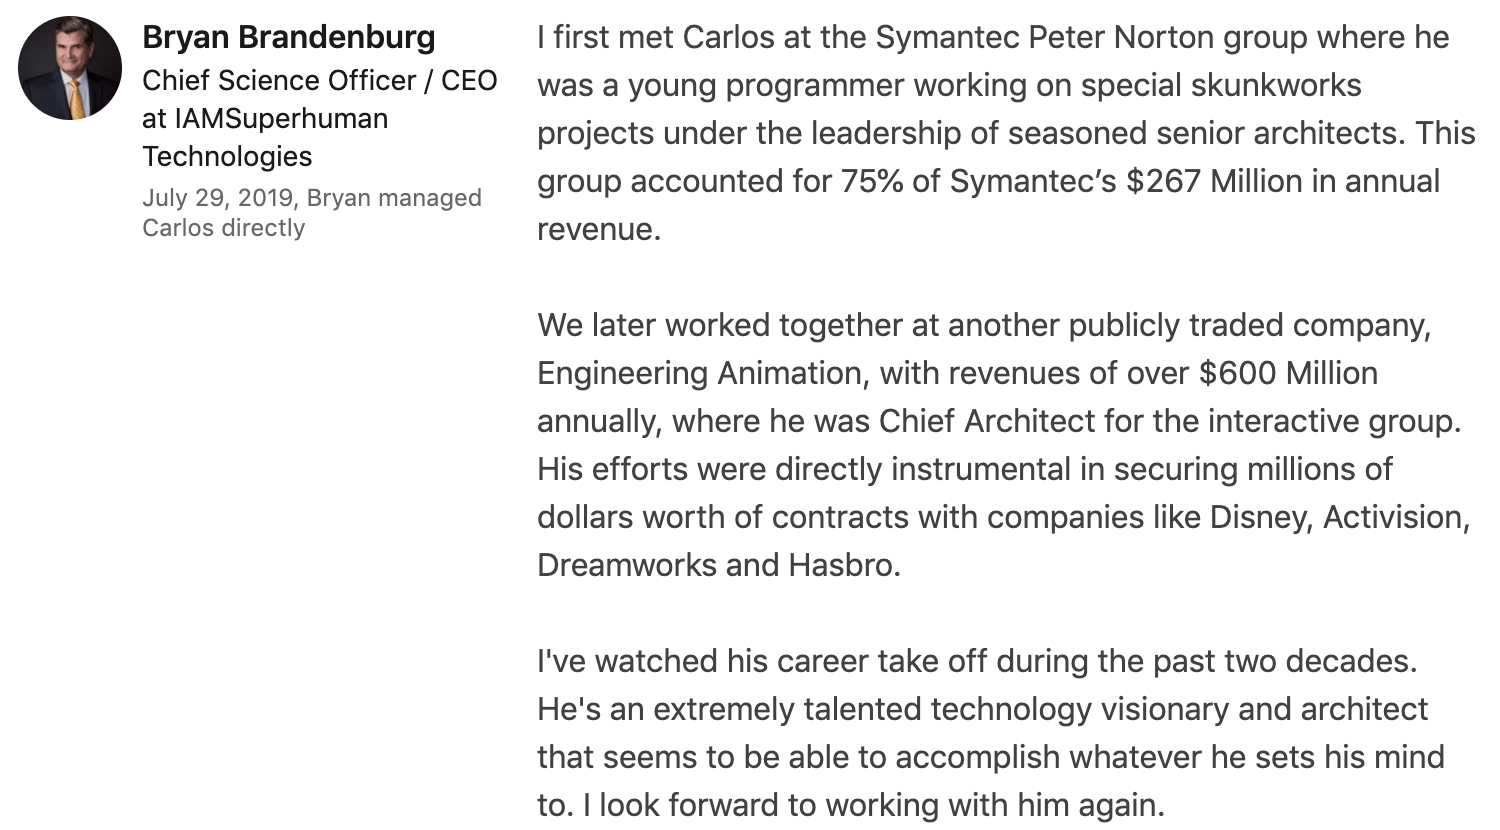 Bryan Brandenburg
Chief Science Officer / CEO
at IAMSuperhuman
Technologies
July 29, 2019, Bryan managed
Carlos directly
I first met Carlos at the Symantec Peter Norton group where he
was a young programmer working on special skunkworks
projects under the leadership of seasoned senior architects. This
group accounted for 75% of Symantec’s $267 Million in annual
revenue.
We later worked together at another publicly traded company,
Engineering Animation, with revenues of over $600 Million
annually, where he was Chief Architect for the interactive group.
His efforts were directly instrumental in securing millions of
dollars worth of contracts with companies like Disney, Activision,
Dreamworks and Hasbro.
I've watched his career take off during the past two decades.
He's an extremely talented technology visionary and architect
that seems to be able to accomplish whatever he sets his mind
to. I look forward to working with him again.